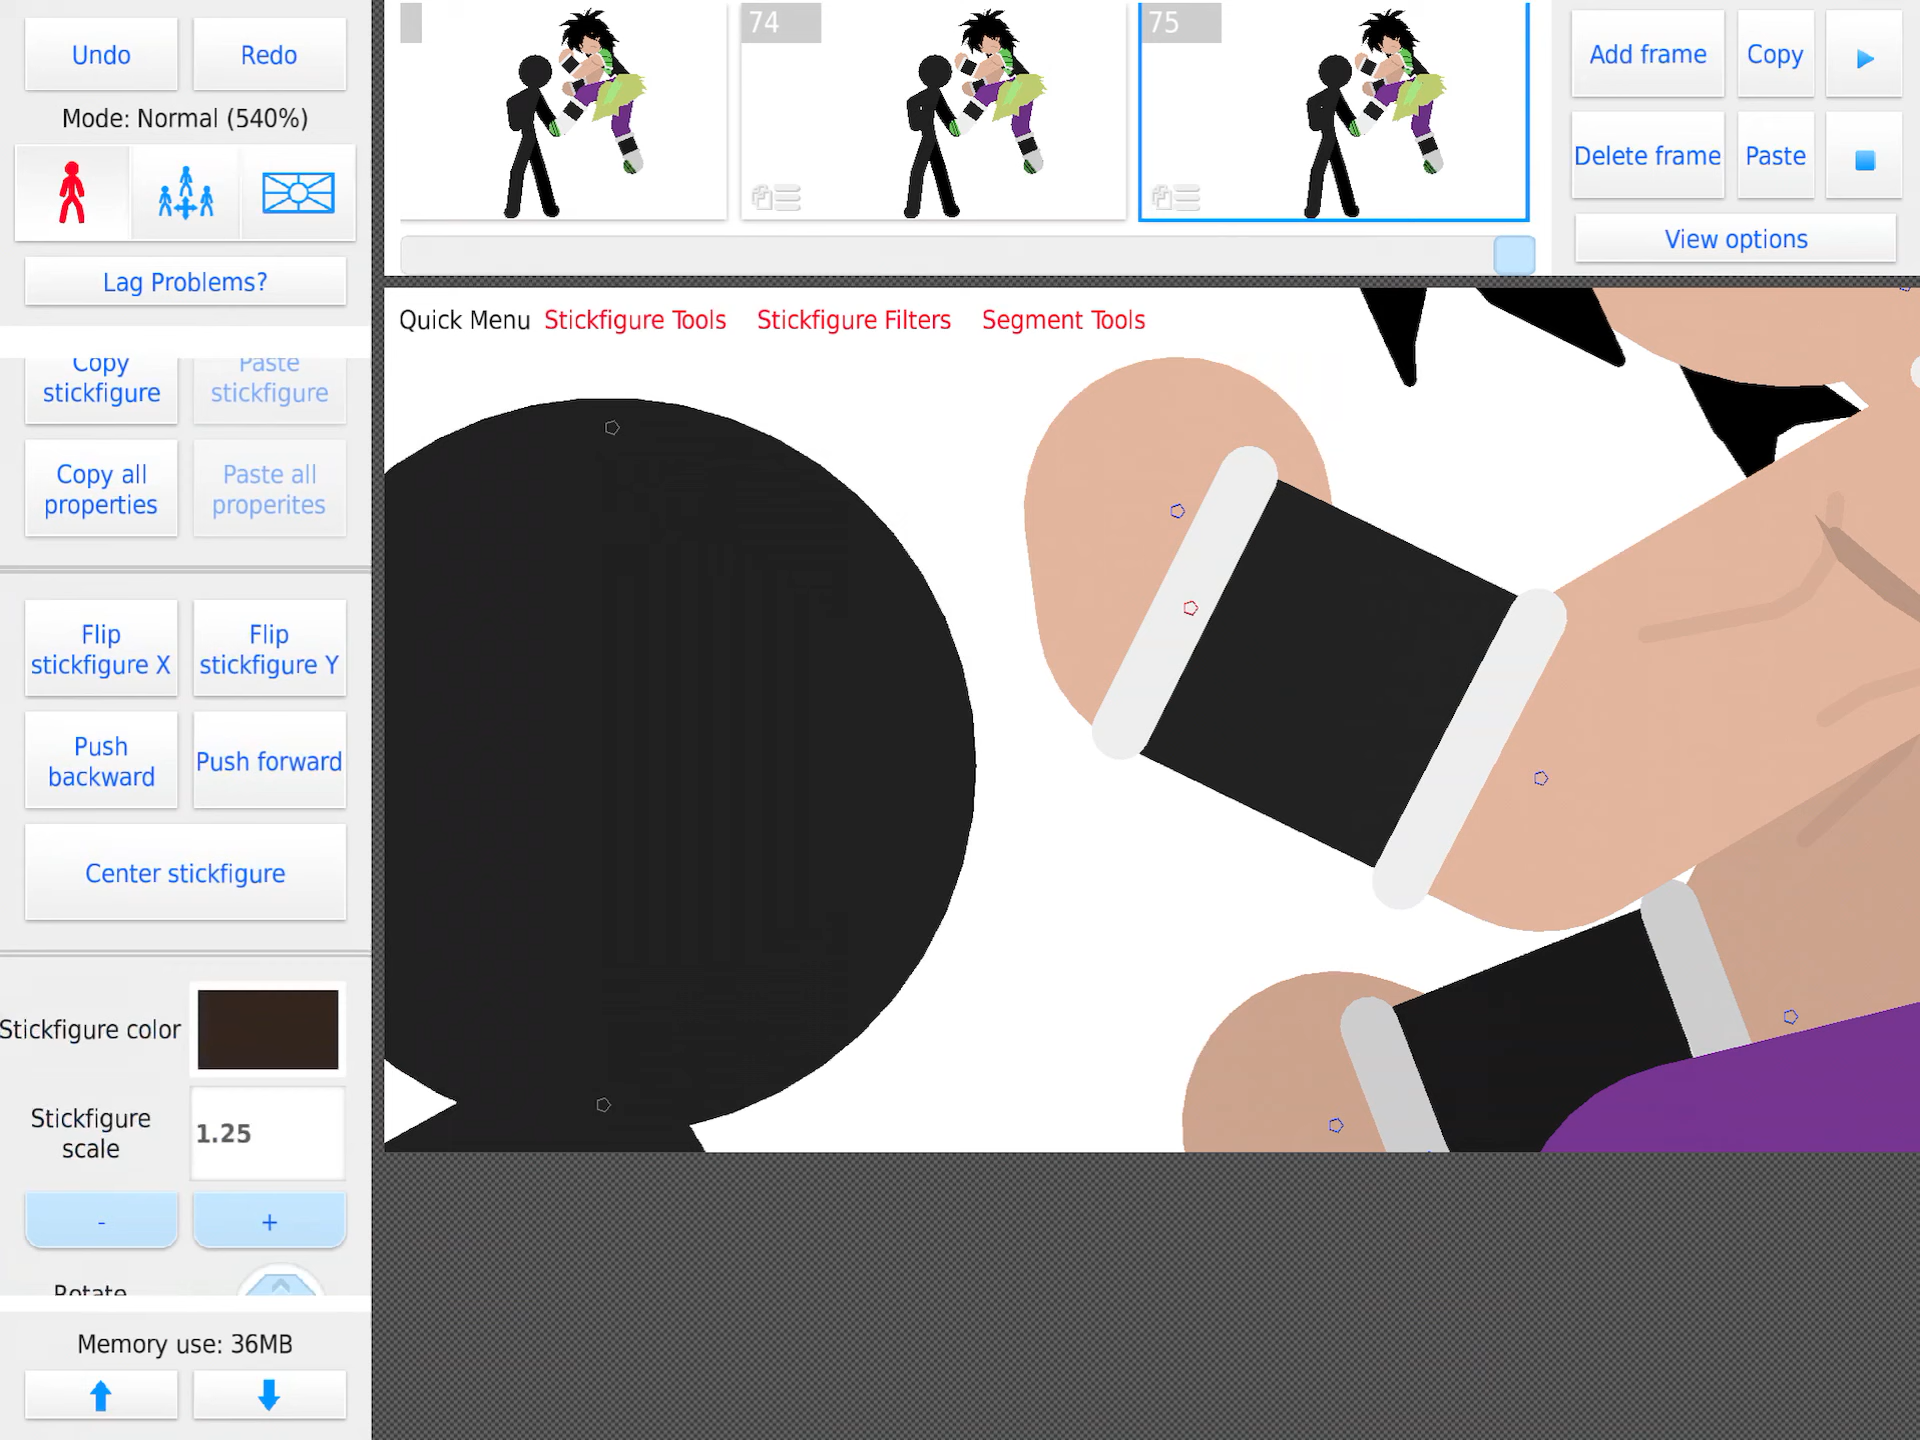 Undo
Redo
Mode: Normal (540%)
Lag Problems?
Copy
stickfigure
Paste
stickfigure
Copy all
properties
Paste all
properites
Flip
stickfigure X
Flip
stickfigure Y
Push
backward
Push forward
Center stickfigure
Stickfigure color
Stickfigure
scale
1.25
-
+
Rotate
Memory use: 36MB
74
75
Add frame
Copy
Delete frame
Paste
View options
Quick Menu
Stickfigure Tools
Stickfigure Filters
Segment Tools